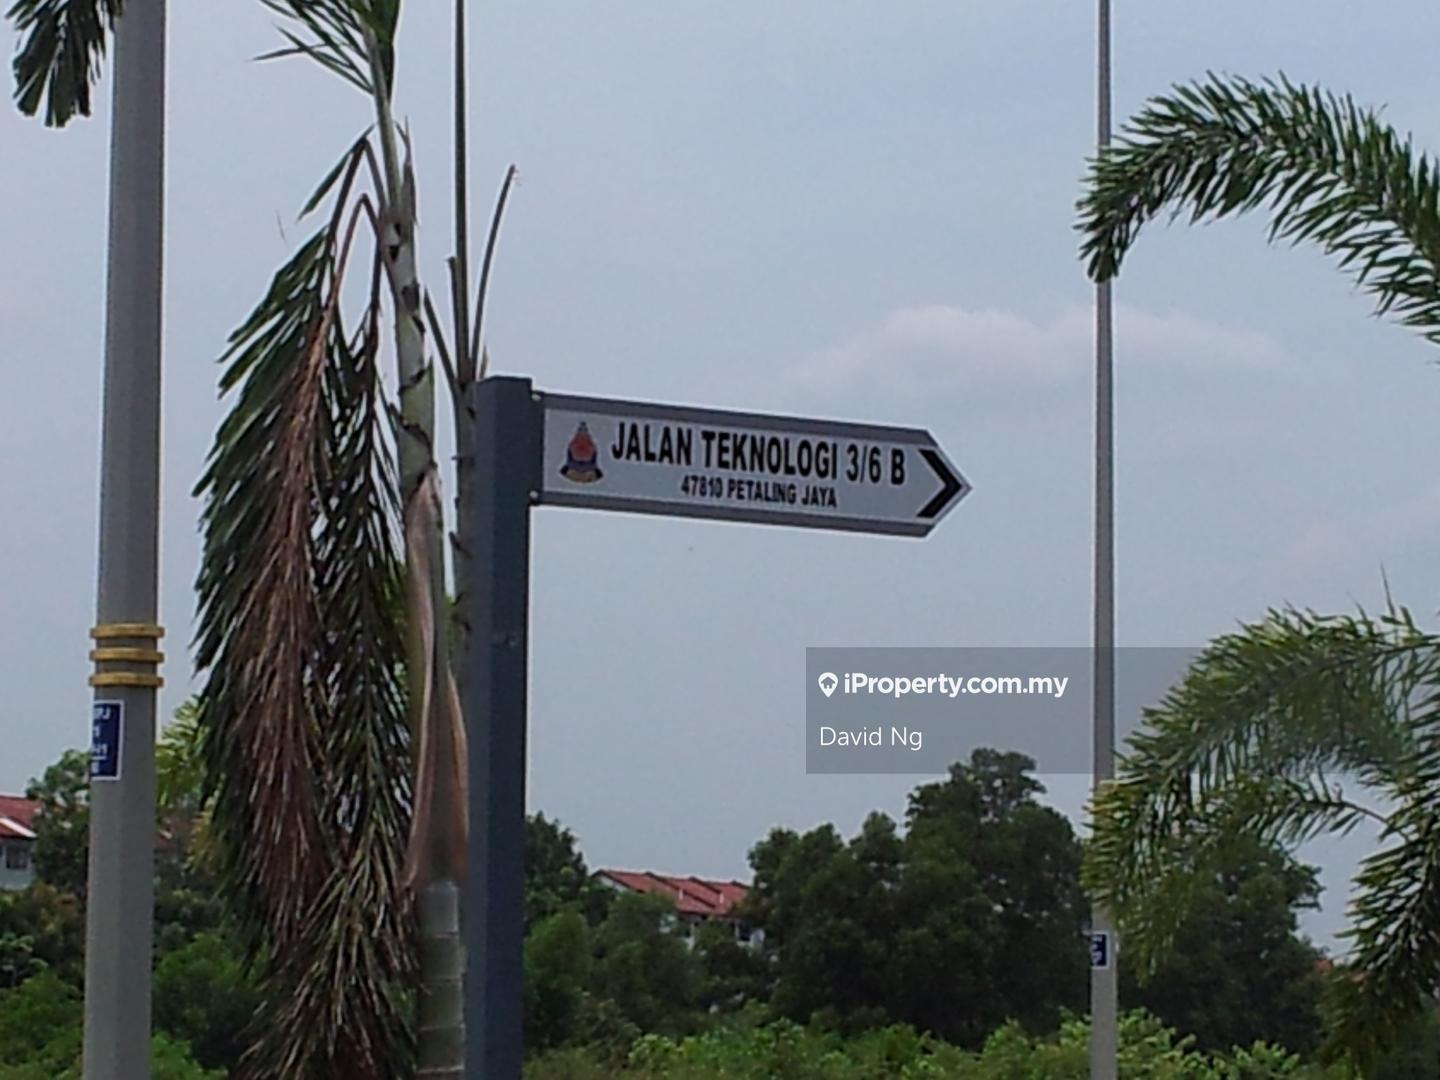 JALAN TEKNOLOGI 3/6 B
47810 PETALING JAYA
iProperty.com.my
David Ng